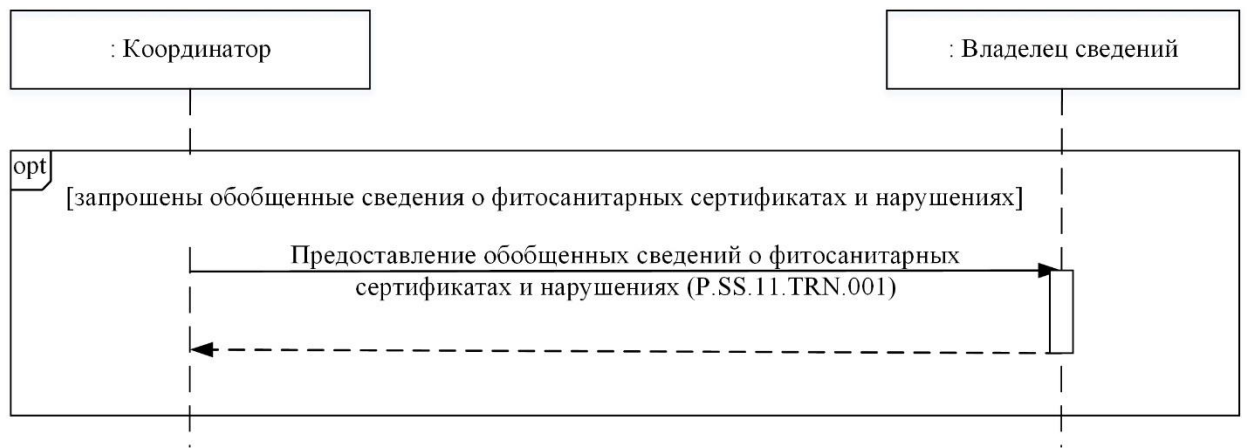 : Координатор
: Владелец сведений
opt
[запрошены обобщенные сведения о фитосанитарных сертификатах и нарушениях]
Предоставление обобщенных сведений о фитосанитарных
сертификатах и нарушениях (P.SS.11.TRN.001)